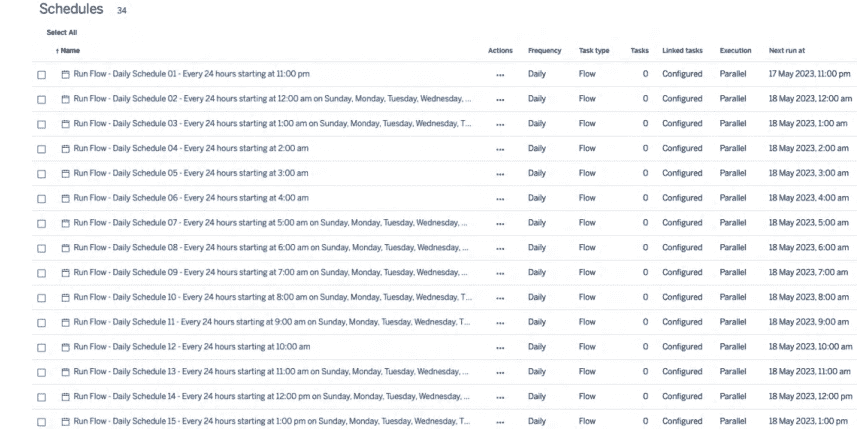 Schedules 34
Select All
↑ Name Actions Frequency Task type Tasks Linked tasks Execution Next run at
Run Flow - Daily Schedule 01 - Every 24 hours starting at 11:00 pm ... Daily Flow 0 Configured Parallel 17 May 2023, 11:00 pm
Run Flow - Daily Schedule 02 - Every 24 hours starting at 12:00 am on Sunday, Monday, Tuesday, Wednesday, ... ... Daily Flow 0 Configured Parallel 18 May 2023, 12:00 am
Run Flow - Daily Schedule 03 - Every 24 hours starting at 1:00 am on Sunday, Monday, Tuesday, Wednesday, T... ... Daily Flow 0 Configured Parallel 18 May 2023, 1:00 am
Run Flow - Daily Schedule 04 - Every 24 hours starting at 2:00 am ... Daily Flow 0 Configured Parallel 18 May 2023, 2:00 am
Run Flow - Daily Schedule 05 - Every 24 hours starting at 3:00 am ... Daily Flow 0 Configured Parallel 18 May 2023, 3:00 am
Run Flow - Daily Schedule 06 - Every 24 hours starting at 4:00 am ... Daily Flow 0 Configured Parallel 18 May 2023, 4:00 am
Run Flow - Daily Schedule 07 - Every 24 hours starting at 5:00 am on Sunday, Monday, Tuesday, Wednesday, ... ... Daily Flow 0 Configured Parallel 18 May 2023, 5:00 am
Run Flow - Daily Schedule 08 - Every 24 hours starting at 6:00 am on Sunday, Monday, Tuesday, Wednesday, ... ... Daily Flow 0 Configured Parallel 18 May 2023, 6:00 am
Run Flow - Daily Schedule 09 - Every 24 hours starting at 7:00 am on Sunday, Monday, Tuesday, Wednesday, ... ... Daily Flow 0 Configured Parallel 18 May 2023, 7:00 am
Run Flow - Daily Schedule 10 - Every 24 hours starting at 8:00 am on Sunday, Monday, Tuesday, Wednesday, T... ... Daily Flow 0 Configured Parallel 18 May 2023, 8:00 am
Run Flow - Daily Schedule 11 - Every 24 hours starting at 9:00 am on Sunday, Monday, Tuesday, Wednesday, T... ... Daily Flow 0 Configured Parallel 18 May 2023, 9:00 am
Run Flow - Daily Schedule 12 - Every 24 hours starting at 10:00 am ... Daily Flow 0 Configured Parallel 18 May 2023, 10:00 am
Run Flow - Daily Schedule 13 - Every 24 hours starting at 11:00 am on Sunday, Monday, Tuesday, Wednesday, ... ... Daily Flow 0 Configured Parallel 18 May 2023, 11:00 am
Run Flow - Daily Schedule 14 - Every 24 hours starting at 12:00 pm on Sunday, Monday, Tuesday, Wednesday, ... ... Daily Flow 0 Configured Parallel 18 May 2023, 12:00 pm
Run Flow - Daily Schedule 15 - Every 24 hours starting at 1:00 pm on Sunday, Monday, Tuesday, Wednesday, T... ... Daily Flow 0 Configured Parallel 18 May 2023, 1:00 pm